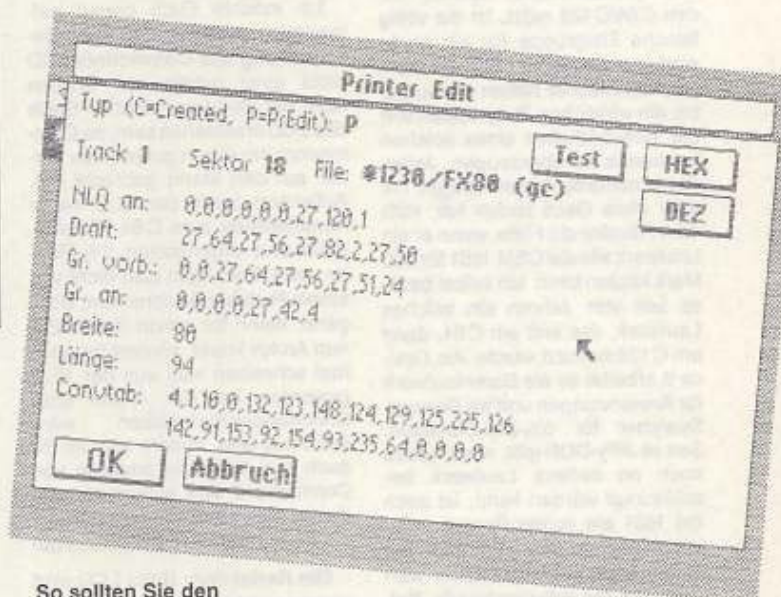 Printer Edit
Typ (C=Created, P=PrEdit): P
Track 1 Sektor 18 File: *1230/FX80 (gc)
Test
HEX
DEZ
NLQ an: 0,0,0,0,0,0,27,120,1
Draft: 27,64,27,56,27,82,2,27,50
Gr. vorb.: 0,0,27,64,27,56,27,51,24
Gr. an: 0,0,0,0,27,42,4
Breite: 80
Länge: 94
Convtab: 4,1,16,0,132,123,148,124,129,125,225,126
142,91,153,92,154,93,235,64,0,0,0,0
OK
Abbruch
So sollten Sie den